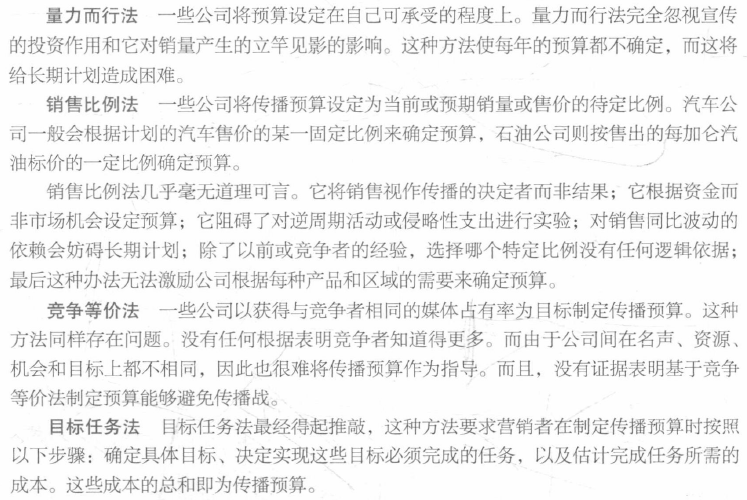 量力而行法 一些公司将预算设定在自己可承受的程度上。量力而行法完全忽视宣传
的投资作用和它对销量产生的立竿见影的影响。这种方法使每年的预算都不确定，而这将
给长期计划造成困难。
销售比例法 一些公司将传播预算设定为当前或预期销量或售价的待定比例。汽车公
司一般会根据计划的汽车售价的某一固定比例来确定预算，石油公司则按售出的每加仑汽
油标价的一定比例确定预算。
销售比例法几乎毫无道理可言。它将销售视作传播的决定者而非结果；它根据资金而
非市场机会设定预算；它阻碍了对逆周期活动或侵略性支出进行实验；对销售同比波动的
依赖会妨碍长期计划；除了以前或竞争者的经验，选择哪个特定比例没有任何逻辑依据；
最后这种办法无法激励公司根据每种产品和区域的需要来确定预算。
竞争等价法 一些公司以获得与竞争者相同的媒体占有率为目标制定传播预算。这种
方法同样存在问题。没有任何根据表明竞争者知道得更多。而由于公司间在名声、资源、
机会和目标上都不相同，因此也很难将传播预算作为指导。而且，没有证据表明基于竞争
等价法制定预算能够避免传播战。
目标任务法 目标任务法最经得起推敲，这种方法要求营销者在制定传播预算时按照
以下步骤：确定具体目标、决定实现这些目标必须完成的任务，以及估计完成任务所需的
成本。这些成本的总和即为传播预算。